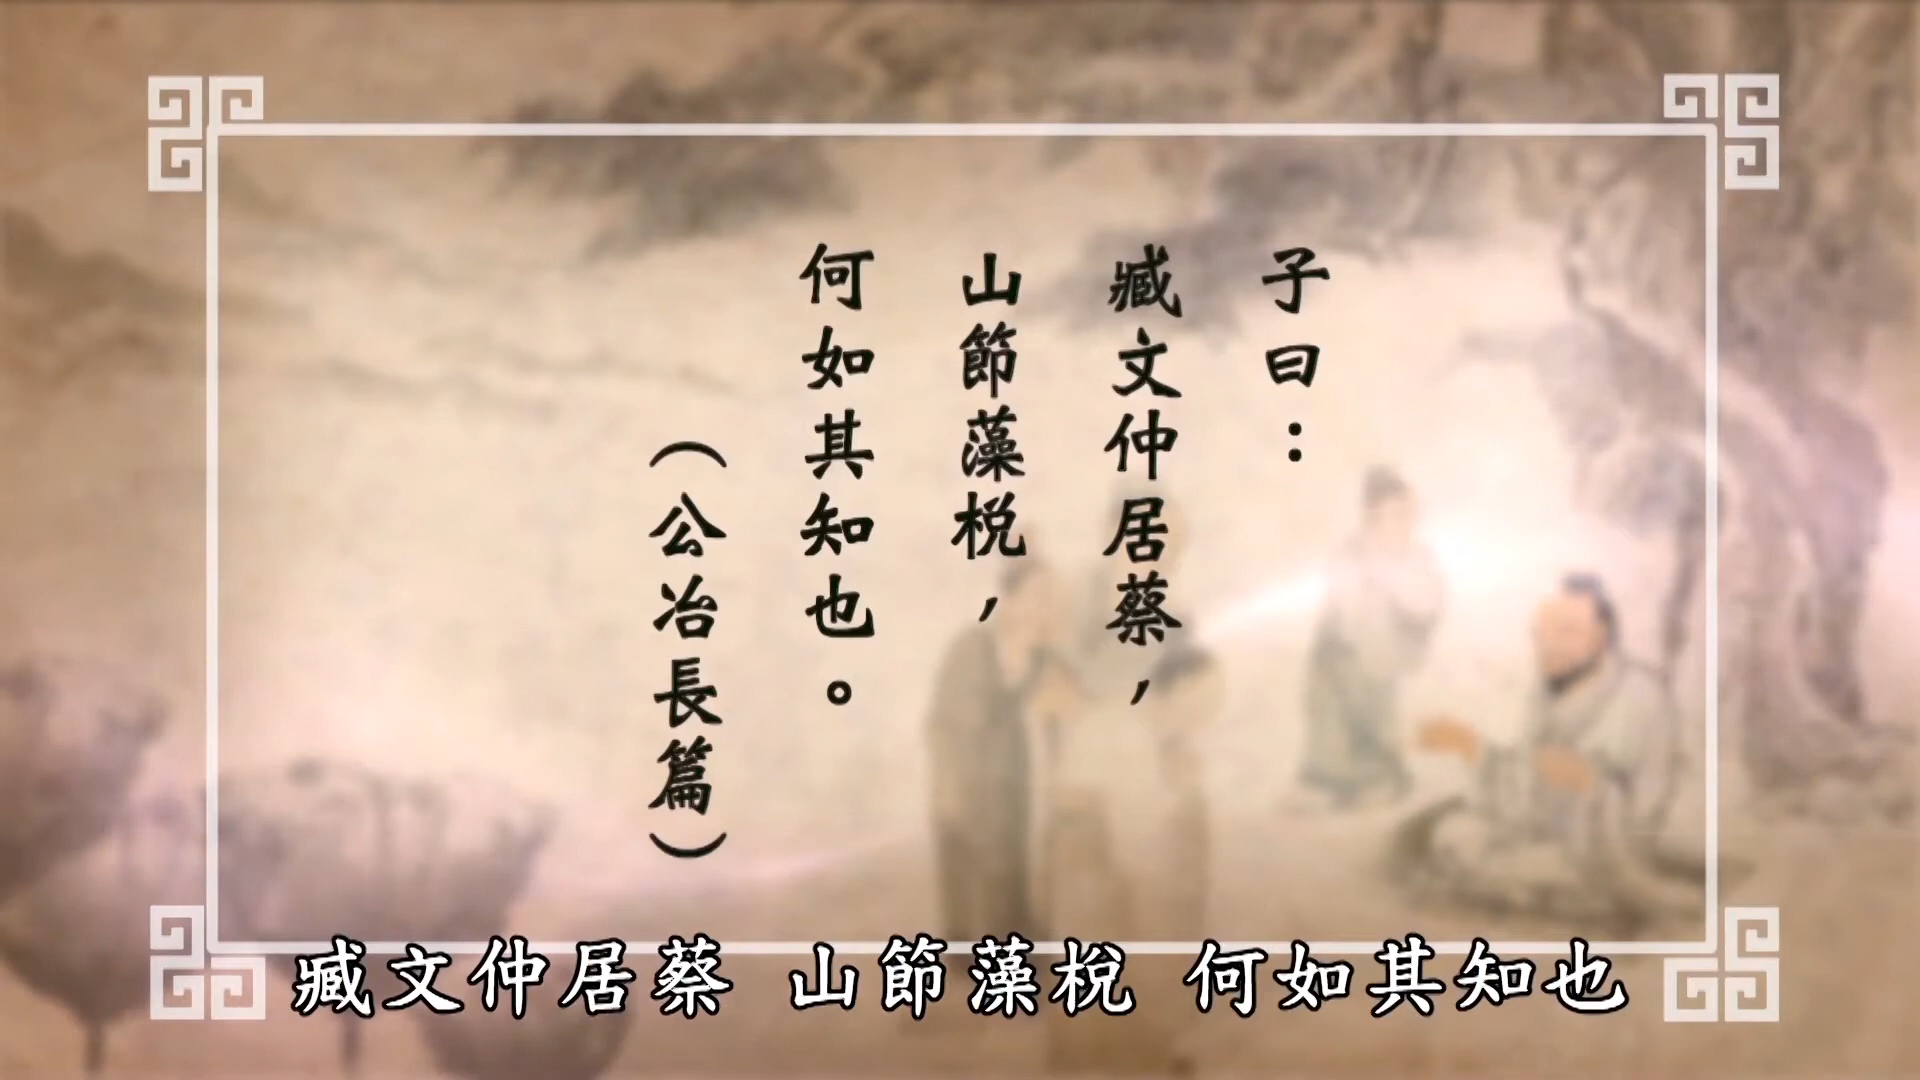 子曰：
臧文仲居蔡，
山節藻梲，
何如其知也。
（公冶長篇）
臧文仲居蔡 山節藻梲 何如其知也